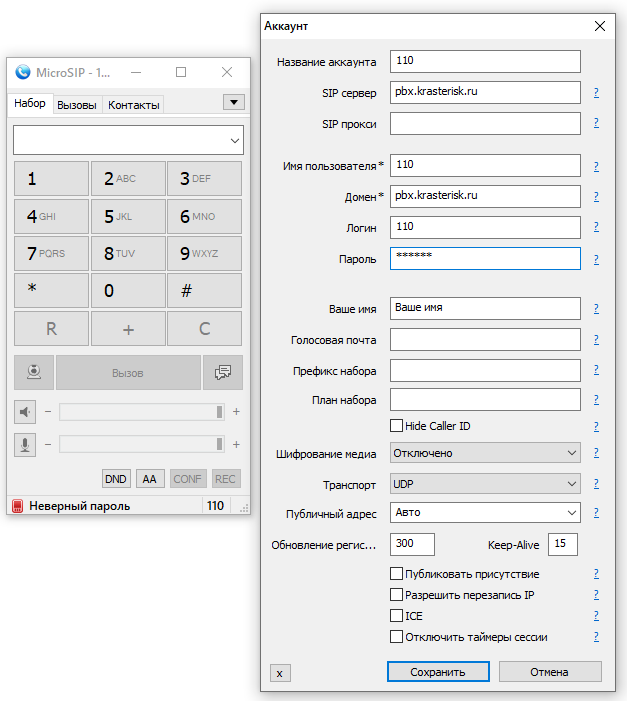 MicroSIP - 1...
Набор Вызовы Контакты
1 2 ABC 3 DEF
4 GHI 5 JKL 6 MNO
7 PQRS 8 TUV 9 WXYZ
* 0 #
R + C
Вызов
− +
− +
DND AA CONF REC
Неверный пароль 110
Аккаунт
Название аккаунта 110
SIP сервер pbx.krasterisk.ru ?
SIP прокси ?
Имя пользователя* 110 ?
Домен* pbx.krasterisk.ru ?
Логин 110 ?
Пароль ****** ?
Ваше имя Ваше имя ?
Голосовая почта ?
Префикс набора ?
План набора ?
Hide Caller ID ?
Шифрование медиа Отключено ?
Транспорт UDP ?
Публичный адрес Авто ?
Обновление регис... 300 Keep-Alive 15 ?
Публиковать присутствие ?
Разрешить перезапись IP ?
ICE ?
Отключить таймеры сессии ?
x Сохранить Отмена